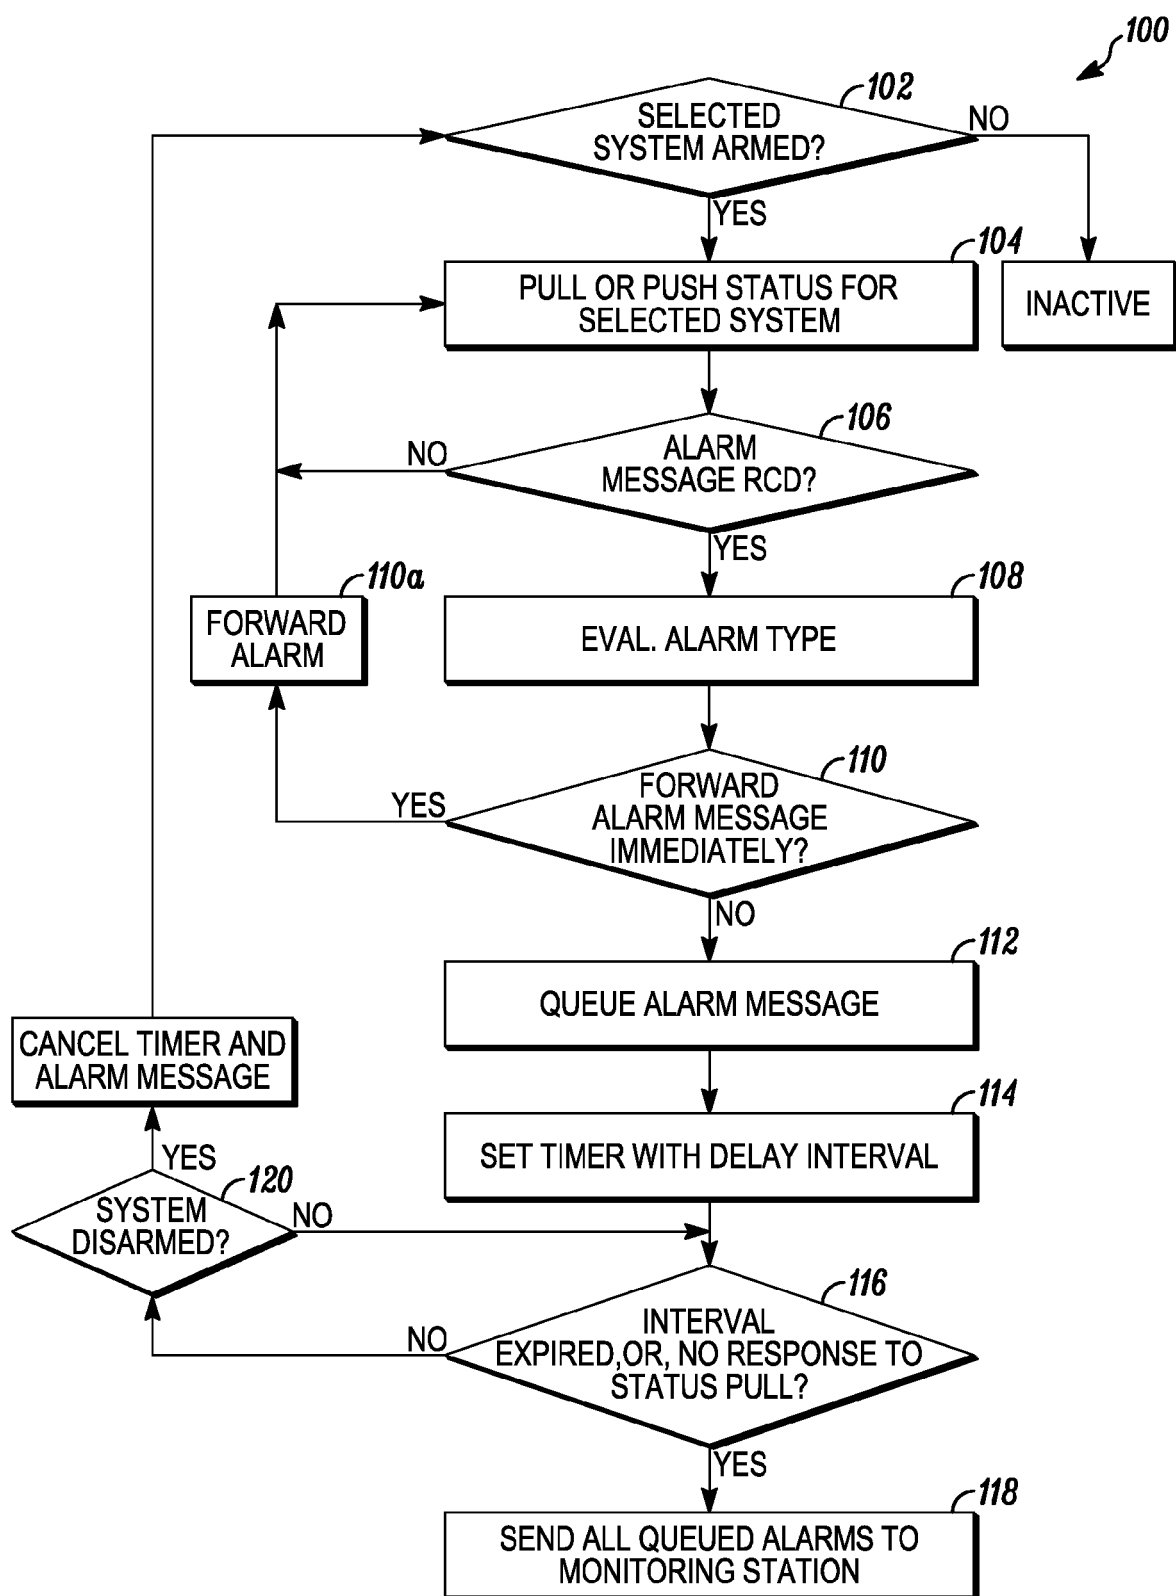 100
102
SELECTED
SYSTEM ARMED?
NO
YES
104
PULL OR PUSH STATUS FOR
SELECTED SYSTEM
INACTIVE
106
ALARM
MESSAGE RCD?
NO
YES
110a
FORWARD
ALARM
108
EVAL. ALARM TYPE
110
FORWARD
ALARM MESSAGE
IMMEDIATELY?
YES
NO
112
QUEUE ALARM MESSAGE
CANCEL TIMER AND
ALARM MESSAGE
114
SET TIMER WITH DELAY INTERVAL
YES
120
SYSTEM
DISARMED?
NO
116
INTERVAL
EXPIRED,OR, NO RESPONSE TO
STATUS PULL?
NO
YES
118
SEND ALL QUEUED ALARMS TO
MONITORING STATION